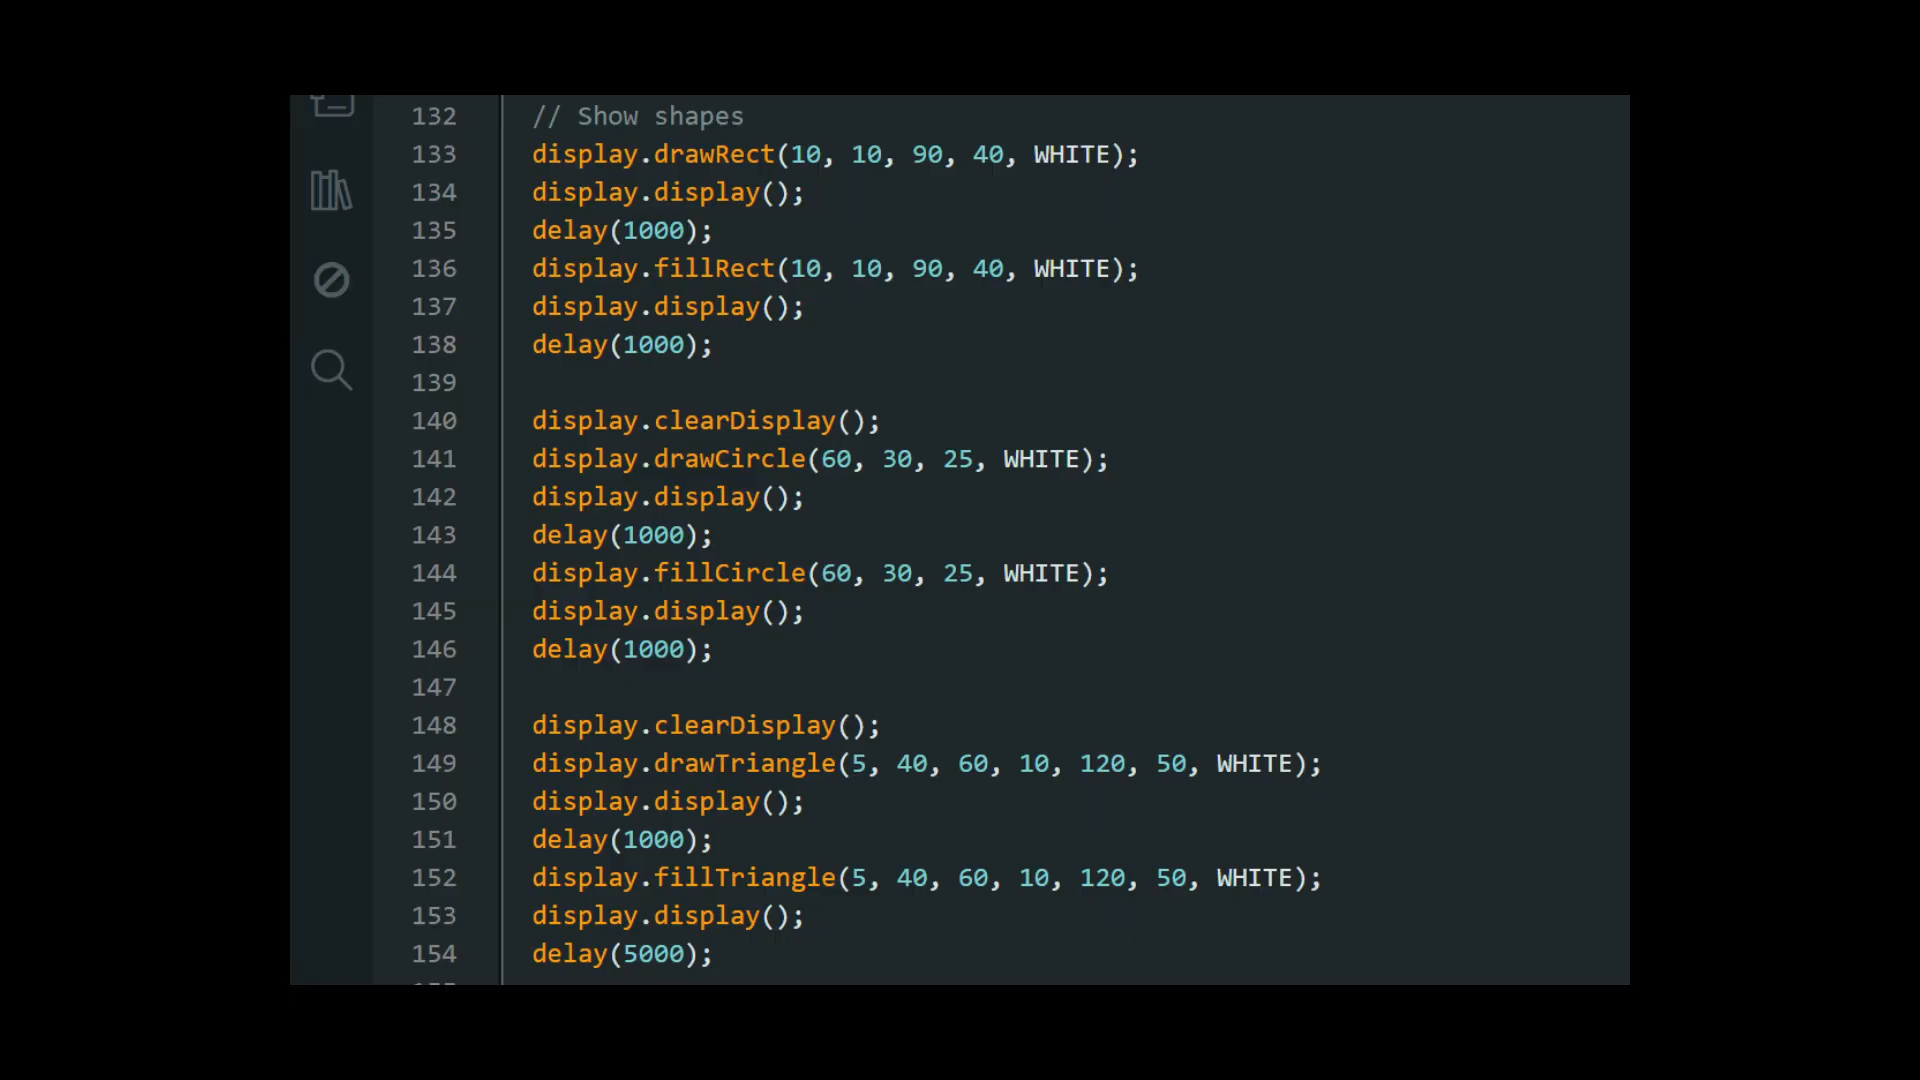 132 // Show shapes
133 display.drawRect(10, 10, 90, 40, WHITE);
134 display.display();
135 delay(1000);
136 display.fillRect(10, 10, 90, 40, WHITE);
137 display.display();
138 delay(1000);
139
140 display.clearDisplay();
141 display.drawCircle(60, 30, 25, WHITE);
142 display.display();
143 delay(1000);
144 display.fillCircle(60, 30, 25, WHITE);
145 display.display();
146 delay(1000);
147
148 display.clearDisplay();
149 display.drawTriangle(5, 40, 60, 10, 120, 50, WHITE);
150 display.display();
151 delay(1000);
152 display.fillTriangle(5, 40, 60, 10, 120, 50, WHITE);
153 display.display();
154 delay(5000);